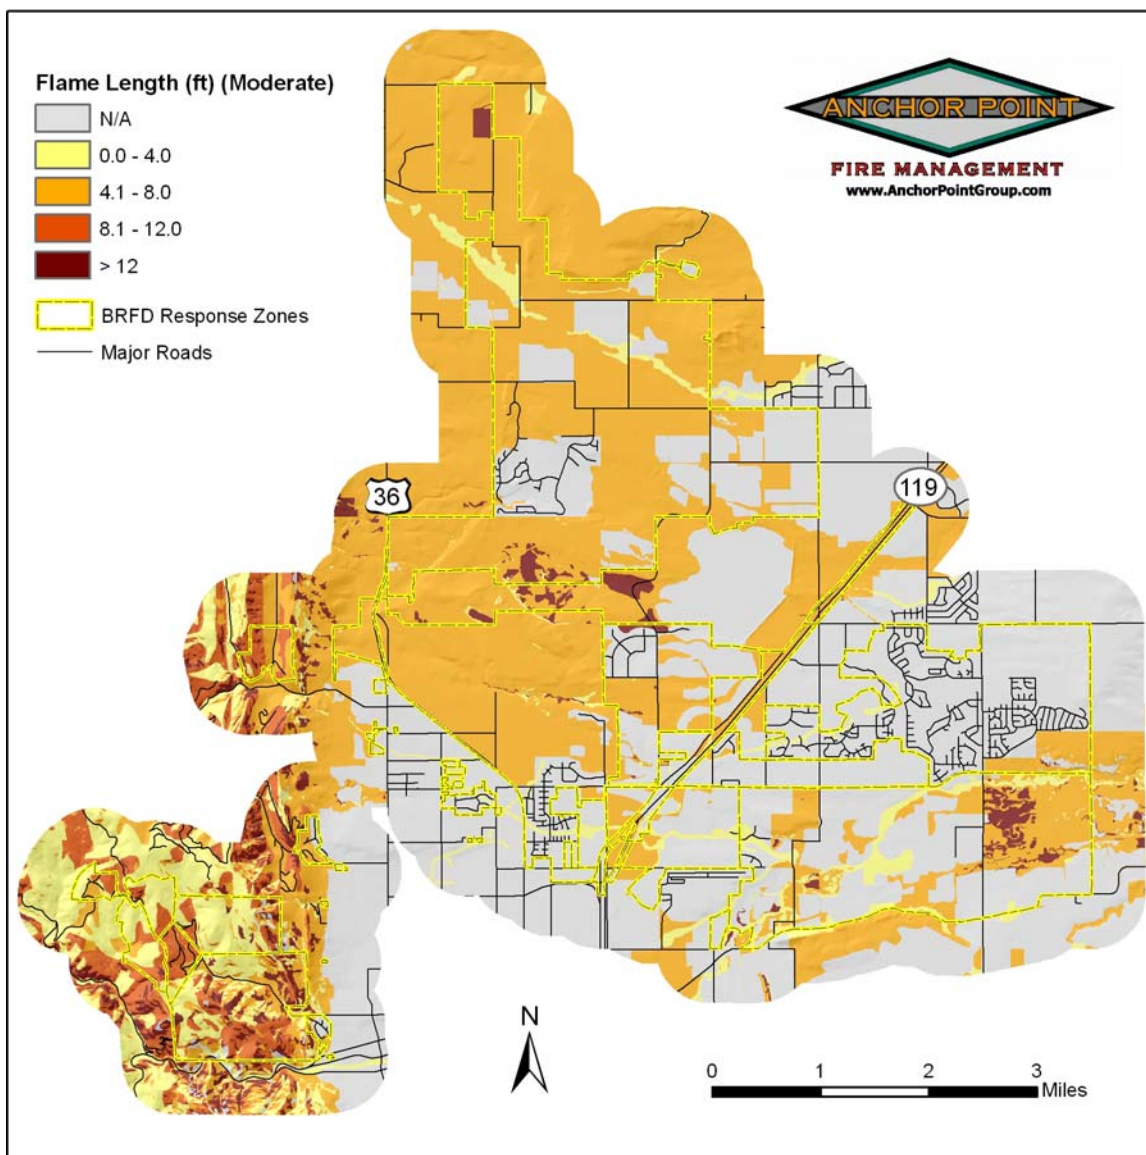 Flame Length (ft) (Moderate)
N/A
0.0 - 4.0
4.1 - 8.0
8.1 - 12.0
> 12
BRFD Response Zones
Major Roads
ANCHOR POINT
FIRE MANAGEMENT
www.AnchorPointGroup.com
36
119
N
0 1 2 3
Miles